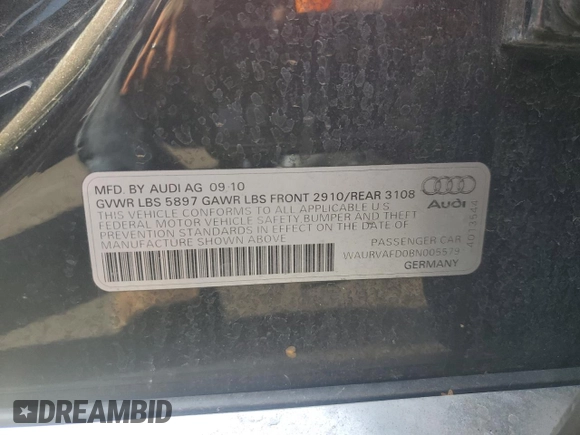 MFD. BY AUDI AG 09 10
GVWR LBS 5897 GAWR LBS FRONT 2910/REAR 3108
THIS VEHICLE CONFORMS TO ALL APPLICABLE U.S.
FEDERAL MOTOR VEHICLE SAFETY BUMPER AND THEFT
PREVENTION STANDARDS IN EFFECT ON THE DATE OF
MANUFACTURE SHOWN ABOVE
Audi
PASSENGER CAR
WAURVAFD0BN005579
GERMANY
DREAMBID